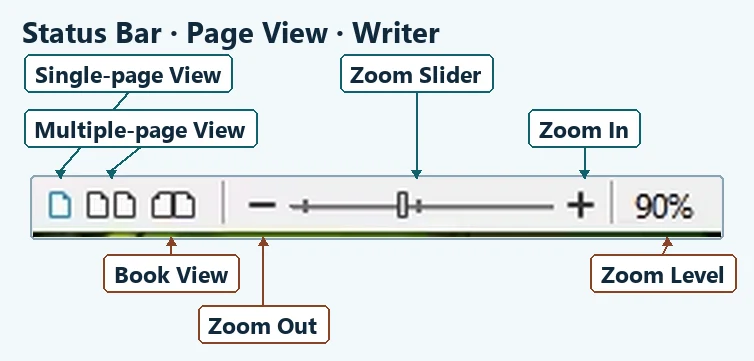 Status Bar · Page View · Writer
Single-page View
Zoom Slider
Multiple-page View
Zoom In
90%
Book View
Zoom Level
Zoom Out